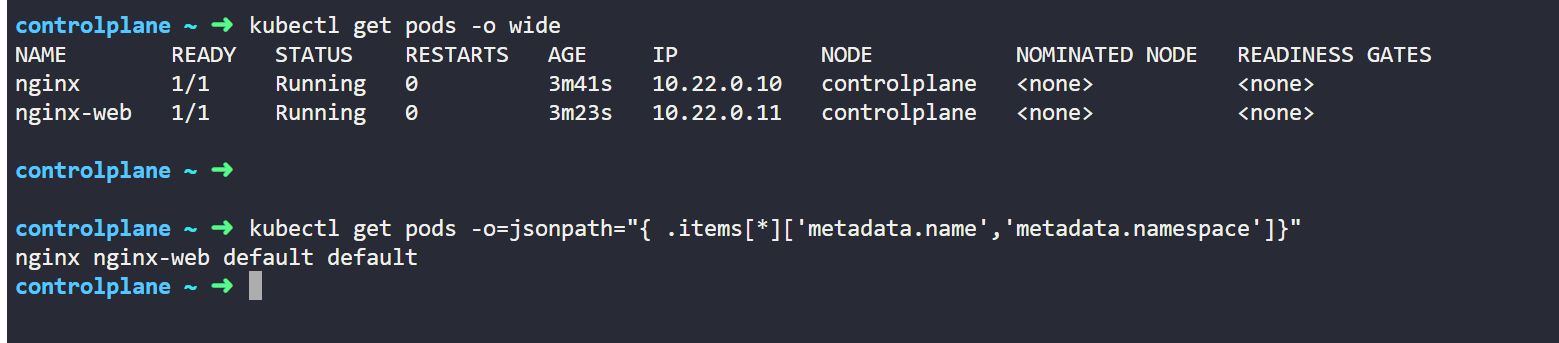 controlplane ~ ➜ kubectl get pods -o wide
NAME READY STATUS RESTARTS AGE IP NODE NOMINATED NODE READINESS GATES
nginx 1/1 Running 0 3m41s 10.22.0.10 controlplane <none> <none>
nginx-web 1/1 Running 0 3m23s 10.22.0.11 controlplane <none> <none>
controlplane ~ ➜
controlplane ~ ➜ kubectl get pods -o=jsonpath="{ .items[*]['metadata.name','metadata.namespace']}"
nginx nginx-web default default
controlplane ~ ➜